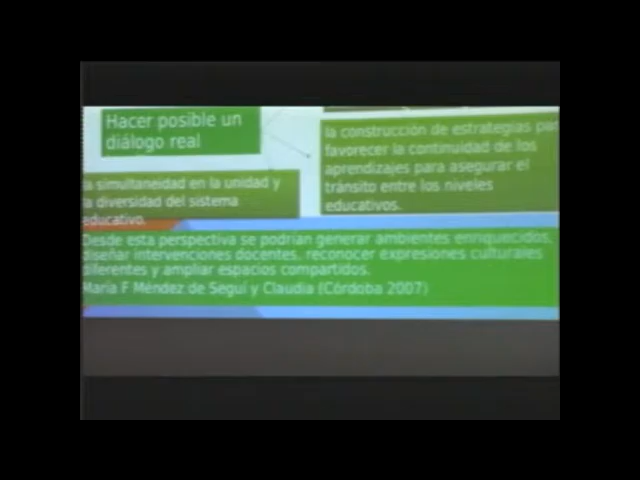 Hacer posible un
diálogo real
la construcción de estrategias
favorecer la continuidad de los
aprendizajes para asegurar el
tránsito entre los niveles
educativos.
la simultaneidad en la unidad y
la diversidad del sistema
educativo.
Desde esta perspectiva se podrían generar ambientes enriquecidos,
diseñar intervenciones docentes, reconocer expresiones culturales
diferentes y ampliar espacios compartidos.
María F Méndez de Seguí y Claudia (Córdoba 2007)